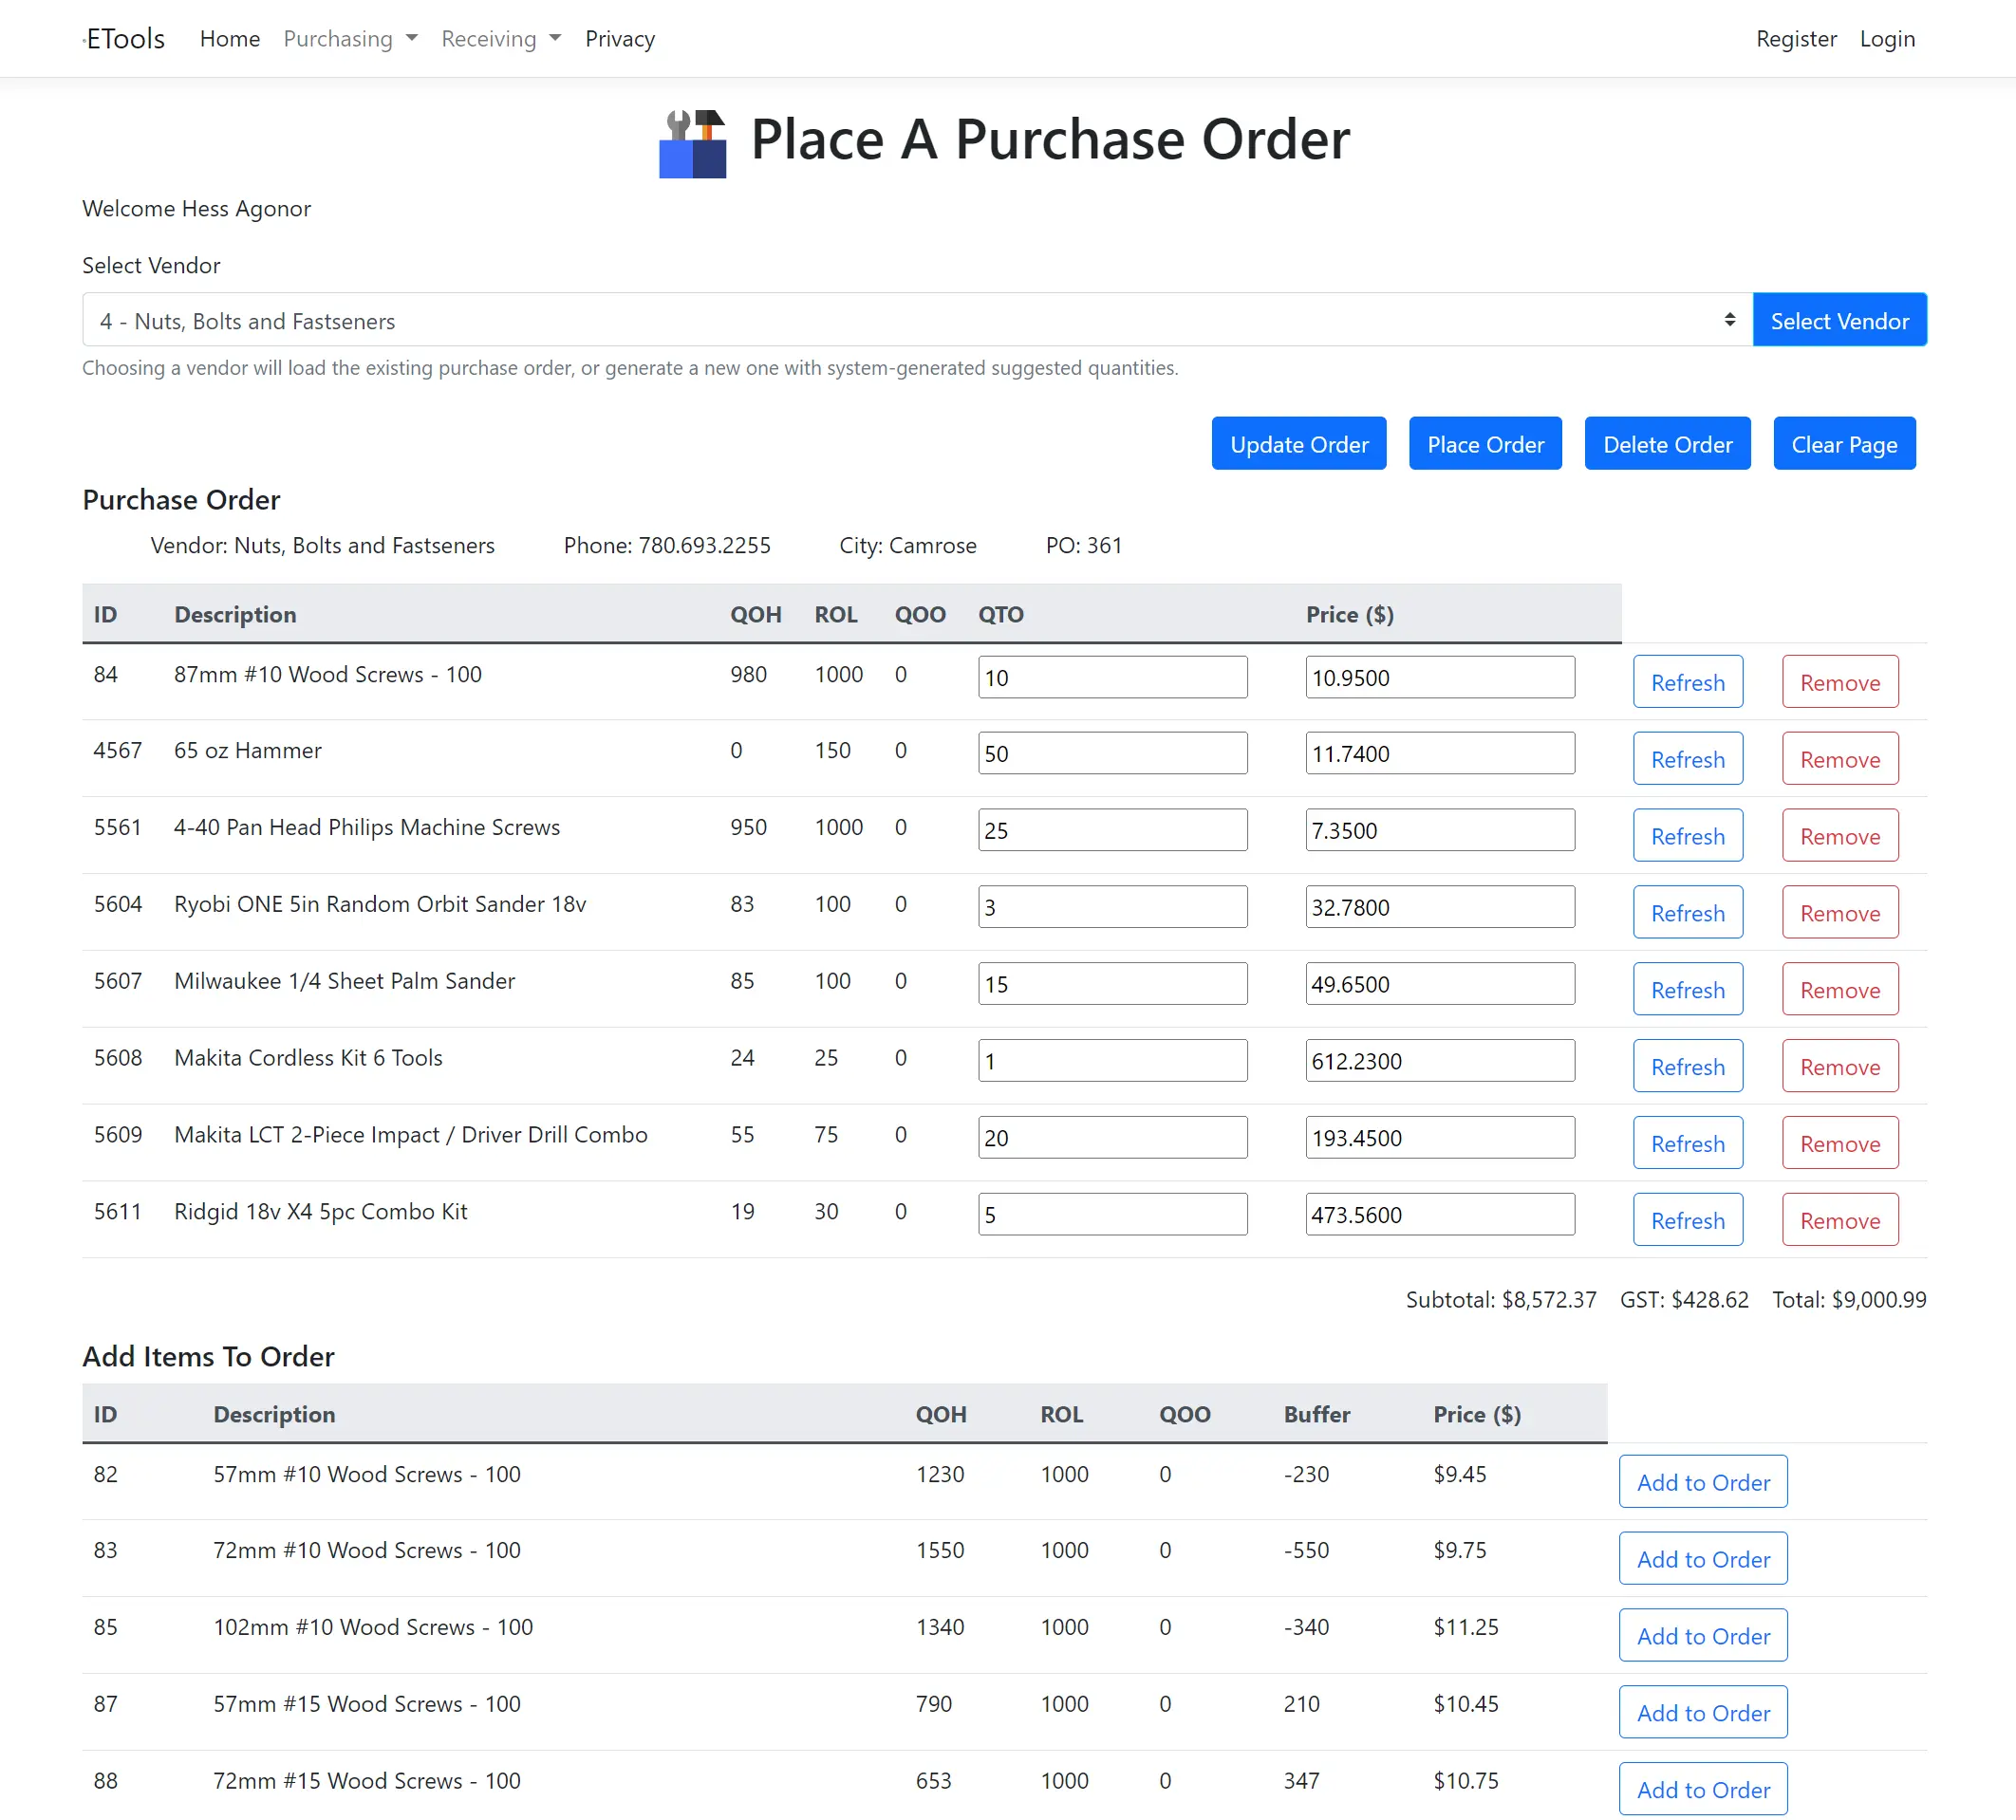 ETools Home Purchasing Receiving Privacy Register Login
Place A Purchase Order
Welcome Hess Agonor
Select Vendor
4 - Nuts, Bolts and Fastseners Select Vendor
Choosing a vendor will load the existing purchase order, or generate a new one with system-generated suggested quantities.
Update Order Place Order Delete Order Clear Page
Purchase Order
Vendor: Nuts, Bolts and Fastseners Phone: 780.693.2255 City: Camrose PO: 361
ID Description QOH ROL QOO QTO Price ($)
84 87mm #10 Wood Screws - 100 980 1000 0 10 10.9500 Refresh Remove
4567 65 oz Hammer 0 150 0 50 11.7400 Refresh Remove
5561 4-40 Pan Head Philips Machine Screws 950 1000 0 25 7.3500 Refresh Remove
5604 Ryobi ONE 5in Random Orbit Sander 18v 83 100 0 3 32.7800 Refresh Remove
5607 Milwaukee 1/4 Sheet Palm Sander 85 100 0 15 49.6500 Refresh Remove
5608 Makita Cordless Kit 6 Tools 24 25 0 1 612.2300 Refresh Remove
5609 Makita LCT 2-Piece Impact / Driver Drill Combo 55 75 0 20 193.4500 Refresh Remove
5611 Ridgid 18v X4 5pc Combo Kit 19 30 0 5 473.5600 Refresh Remove
Subtotal: $8,572.37 GST: $428.62 Total: $9,000.99
Add Items To Order
ID Description QOH ROL QOO Buffer Price ($)
82 57mm #10 Wood Screws - 100 1230 1000 0 -230 $9.45 Add to Order
83 72mm #10 Wood Screws - 100 1550 1000 0 -550 $9.75 Add to Order
85 102mm #10 Wood Screws - 100 1340 1000 0 -340 $11.25 Add to Order
87 57mm #15 Wood Screws - 100 790 1000 0 210 $10.45 Add to Order
88 72mm #15 Wood Screws - 100 653 1000 0 347 $10.75 Add to Order